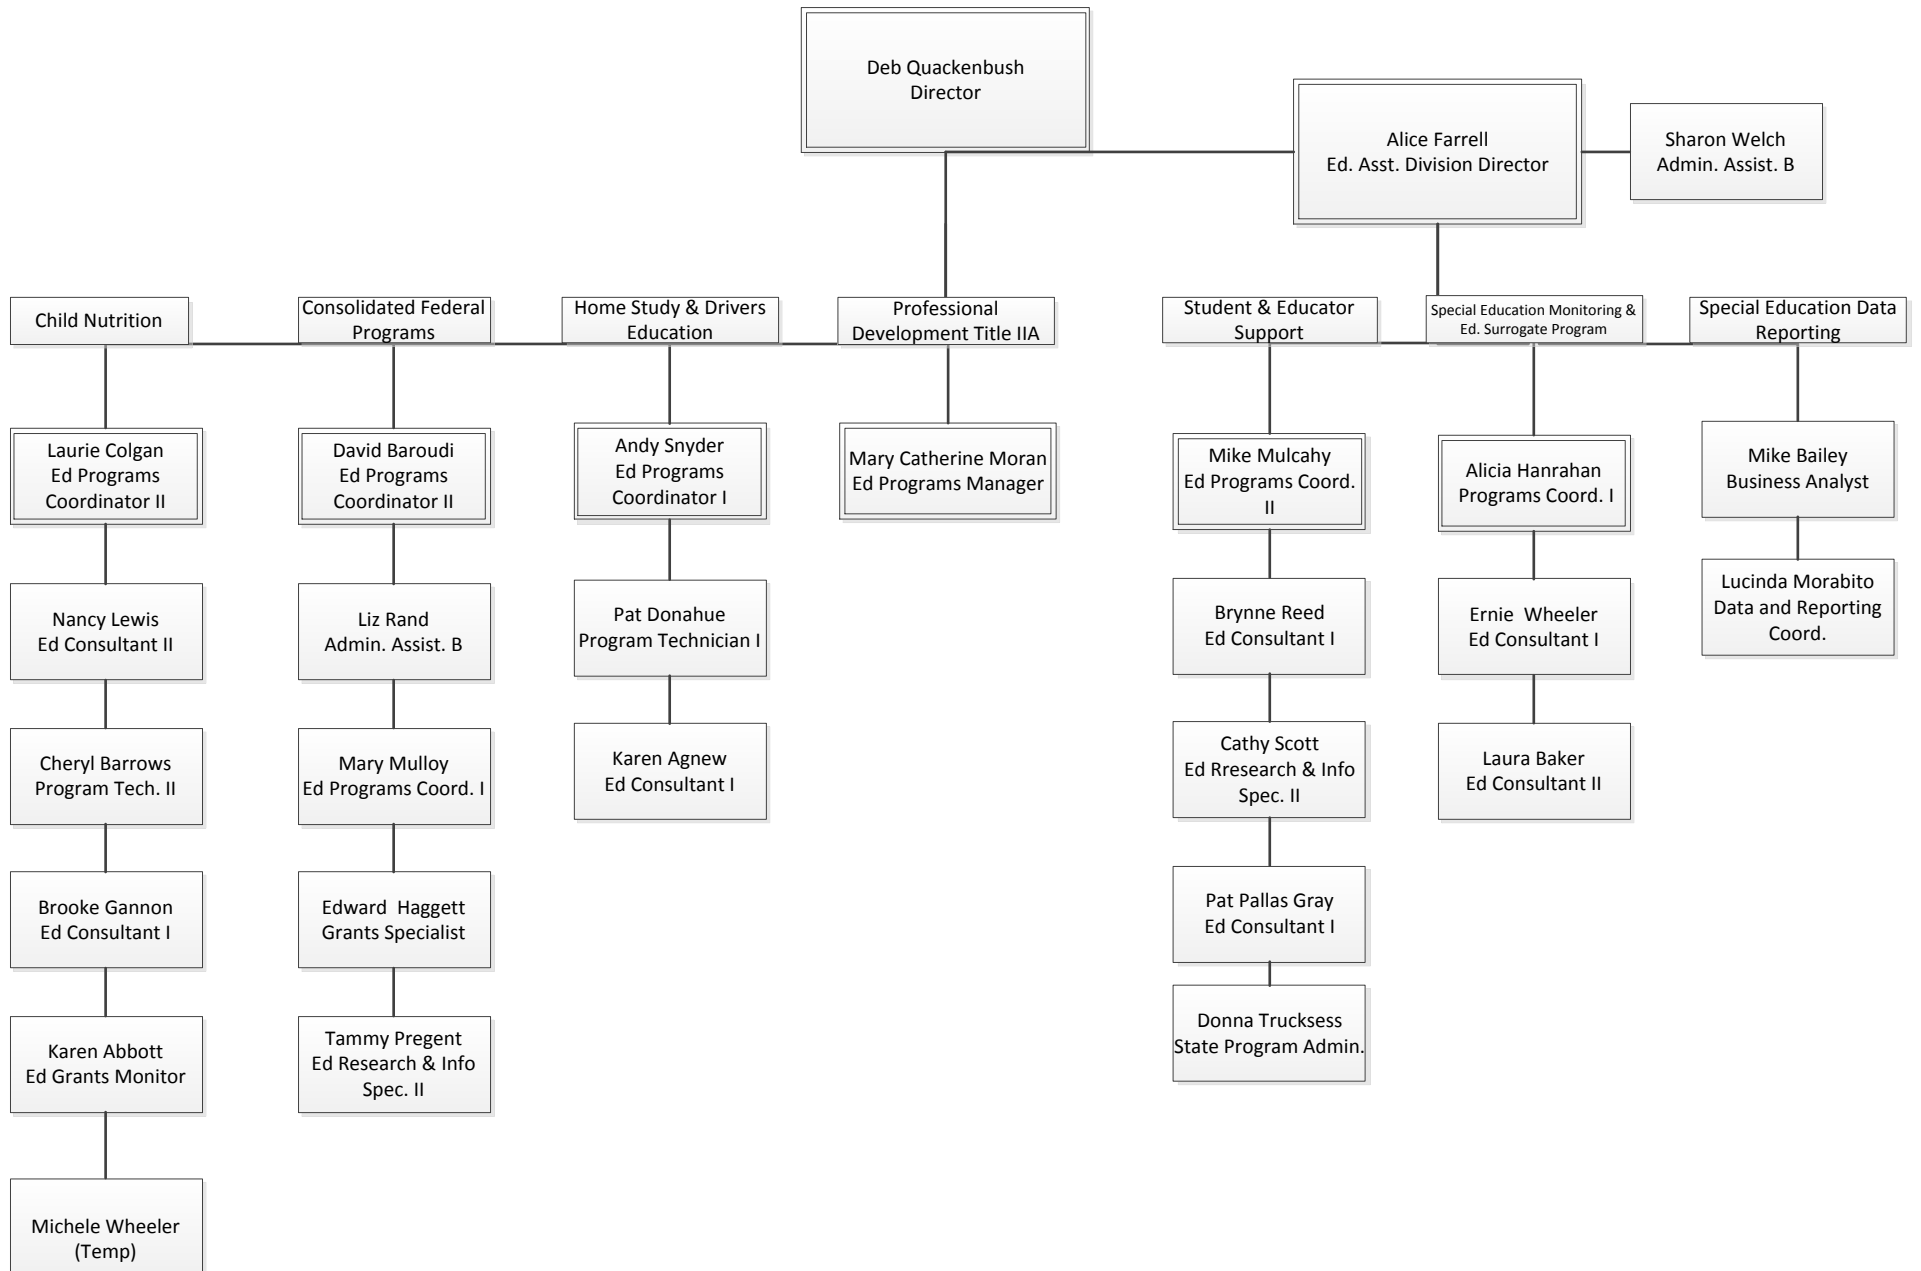 Deb Quackenbush
Director
Alice Farrell
Ed. Asst. Division Director
Sharon Welch
Admin. Assist. B
Child Nutrition
Consolidated Federal
Programs
Home Study & Drivers
Education
Professional
Development Title IIA
Student & Educator
Support
Special Education Monitoring &
Ed. Surrogate Program
Special Education Data
Reporting
Laurie Colgan
Ed Programs
Coordinator II
Nancy Lewis
Ed Consultant II
Cheryl Barrows
Program Tech. II
Brooke Gannon
Ed Consultant I
Karen Abbott
Ed Grants Monitor
Michele Wheeler
(Temp)
David Baroudi
Ed Programs
Coordinator II
Liz Rand
Admin. Assist. B
Mary Mulloy
Ed Programs Coord. I
Edward  Haggett
Grants Specialist
Tammy Pregent
Ed Research & Info
Spec. II
Andy Snyder
Ed Programs
Coordinator I
Pat Donahue
Program Technician I
Karen Agnew
Ed Consultant I
Mary Catherine Moran
Ed Programs Manager
Mike Mulcahy
Ed Programs Coord.
II
Brynne Reed
Ed Consultant I
Cathy Scott
Ed Rresearch & Info
Spec. II
Pat Pallas Gray
Ed Consultant I
Donna Trucksess
State Program Admin.
Alicia Hanrahan
Programs Coord. I
Ernie  Wheeler
Ed Consultant I
Laura Baker
Ed Consultant II
Mike Bailey
Business Analyst
Lucinda Morabito
Data and Reporting
Coord.